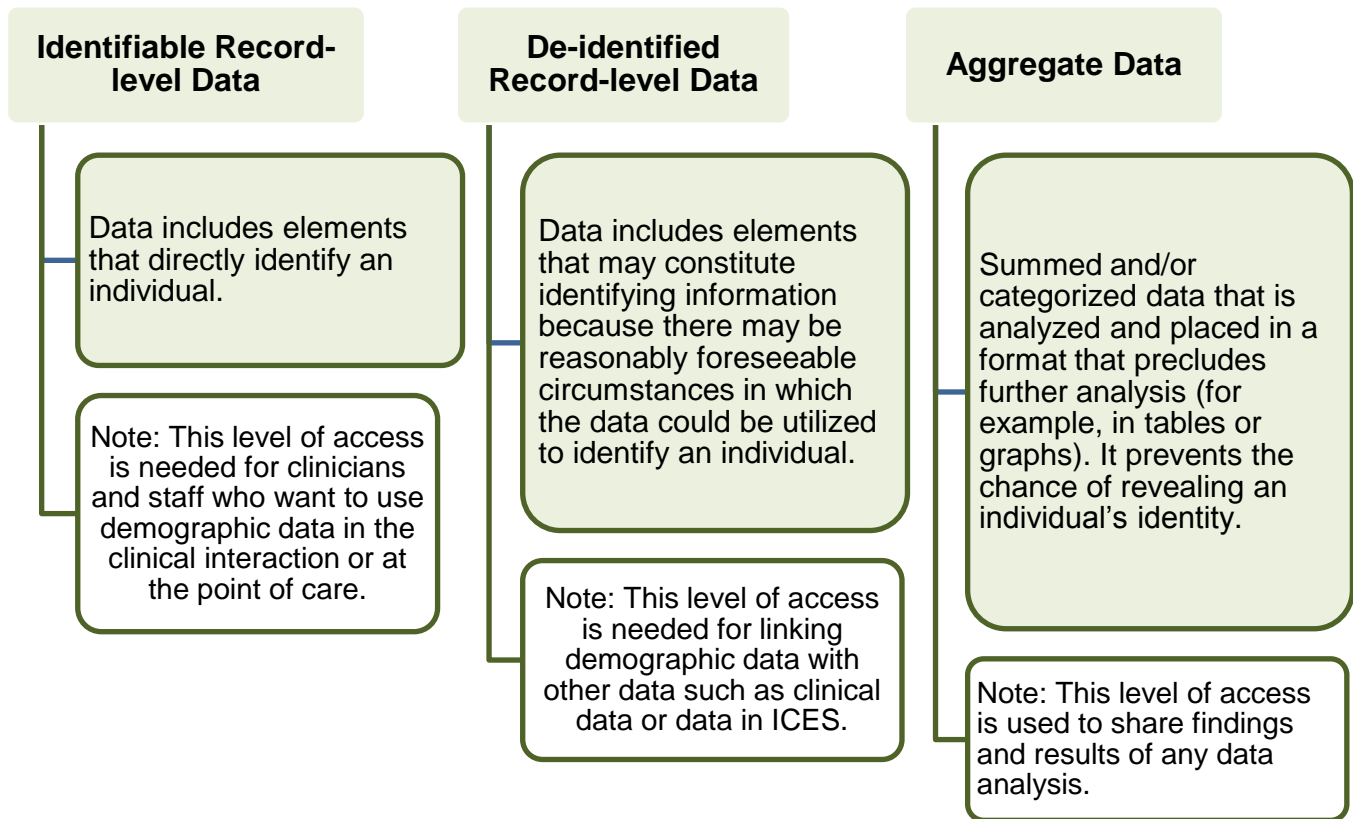 Identifiable Record-
level Data
Data includes elements
that directly identify an
individual.
Note: This level of access
is needed for clinicians
and staff who want to use
demographic data in the
clinical interaction or at
the point of care.
De-identified
Record-level Data
Data includes elements
that may constitute
identifying information
because there may be
reasonably foreseeable
circumstances in which
the data could be utilized
to identify an individual.
Note: This level of access
is needed for linking
demographic data with
other data such as clinical
data or data in ICES.
Aggregate Data
Summed and/or
categorized data that is
analyzed and placed in a
format that precludes
further analysis (for
example, in tables or
graphs). It prevents the
chance of revealing an
individual’s identity.
Note: This level of access
is used to share findings
and results of any data
analysis.